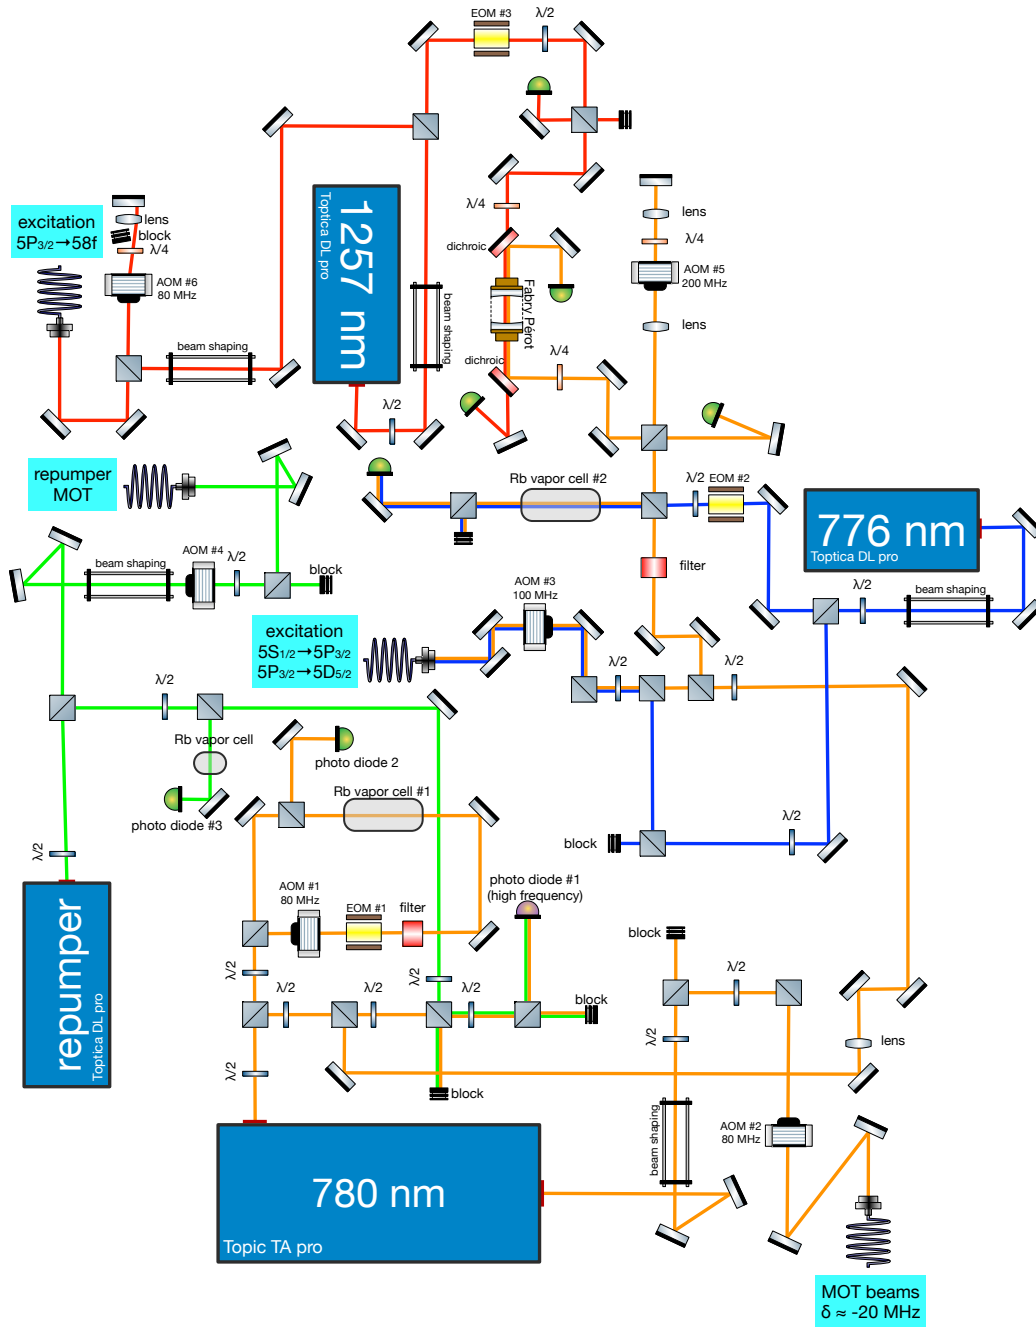 EOM #3
λ/2
excitation
5P3/2→58f
lens
block
λ/4
AOM #6
80 MHz
beam shaping
1257 nm
Toptica DL pro
beam shaping
λ/2
λ/4
dichroic
Fabry Pérot
dichroic
λ/4
lens
λ/4
AOM #5
200 MHz
lens
repumper
MOT
Rb vapor cell #2
λ/2
EOM #2
776 nm
Toptica DL pro
filter
beam shaping
AOM #4
λ/2
block
λ/2
beam shaping
AOM #3
100 MHz
excitation
5S1/2→5P3/2
5P3/2→5D5/2
λ/2
λ/2
λ/2
Rb vapor cell
photo diode #3
photo diode 2
Rb vapor cell #1
λ/2
block
λ/2
repumper
Toptica DL pro
AOM #1
80 MHz
EOM #1
filter
photo diode #1
(high frequency)
block
λ/2
λ/2
λ/2
λ/2
λ/2
block
λ/2
λ/2
lens
λ/2
block
beam shaping
AOM #2
80 MHz
780 nm
Topic TA pro
MOT beams
δ ≈ -20 MHz